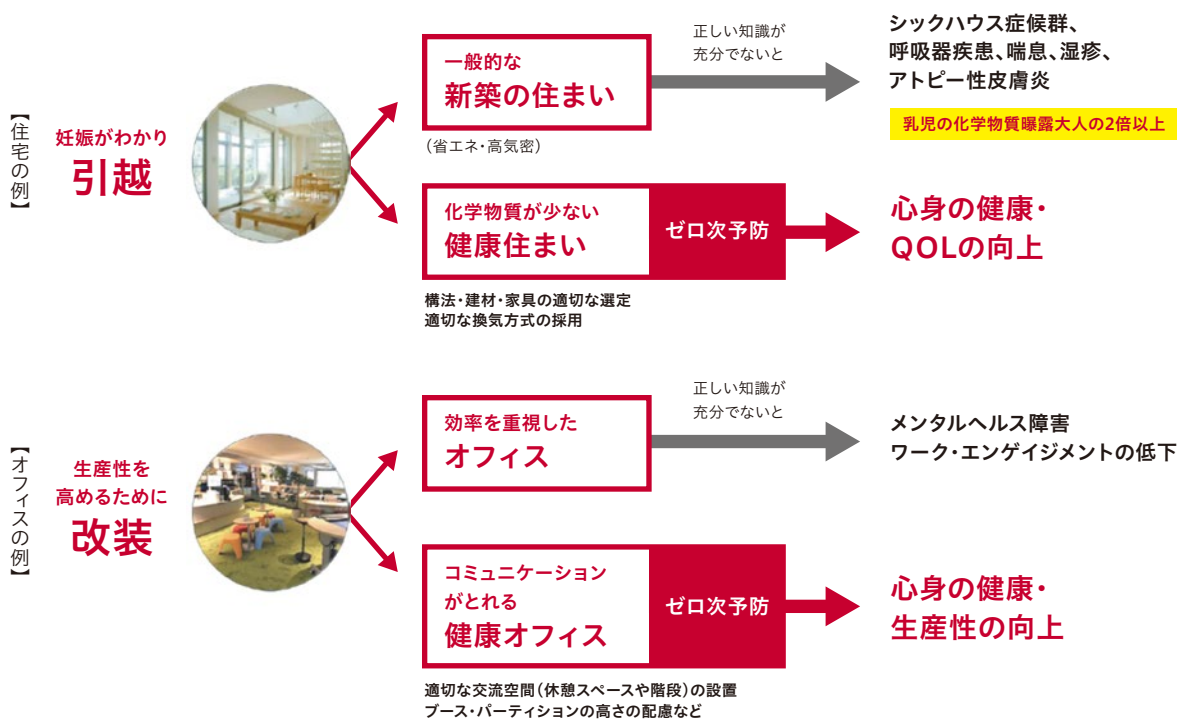 【住宅の例】
妊娠がわかり
引越
一般的な
新築の住まい
(省エネ・高気密)
正しい知識が
充分でないと
シックハウス症候群、
呼吸器疾患、喘息、湿疹、
アトピー性皮膚炎
乳児の化学物質曝露大人の2倍以上
化学物質が少ない
健康住まい
ゼロ次予防
心身の健康・
QOLの向上
構法・建材・家具の適切な選定
適切な換気方式の採用
【オフィスの例】
生産性を
高めるために
改装
効率を重視した
オフィス
正しい知識が
充分でないと
メンタルヘルス障害
ワーク・エンゲイジメントの低下
コミュニケーション
がとれる
健康オフィス
ゼロ次予防
心身の健康・
生産性の向上
適切な交流空間(休憩スペースや階段)の設置
ブース・パーティションの高さの配慮など